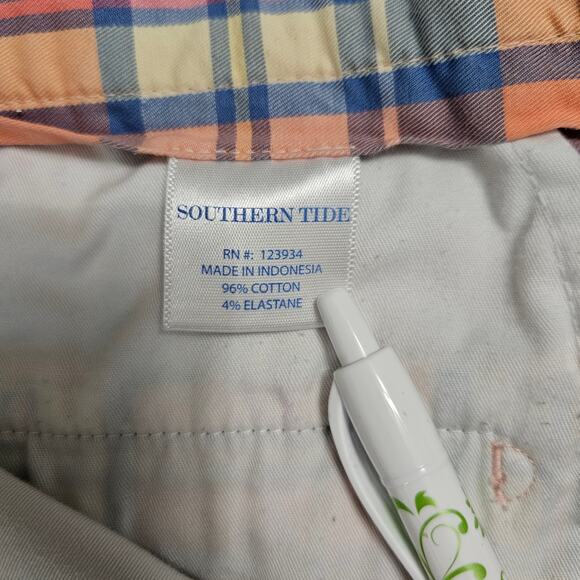 SOUTHERN TIDE
RN #: 123934
MADE IN INDONESIA
96% COTTON
4% ELASTANE